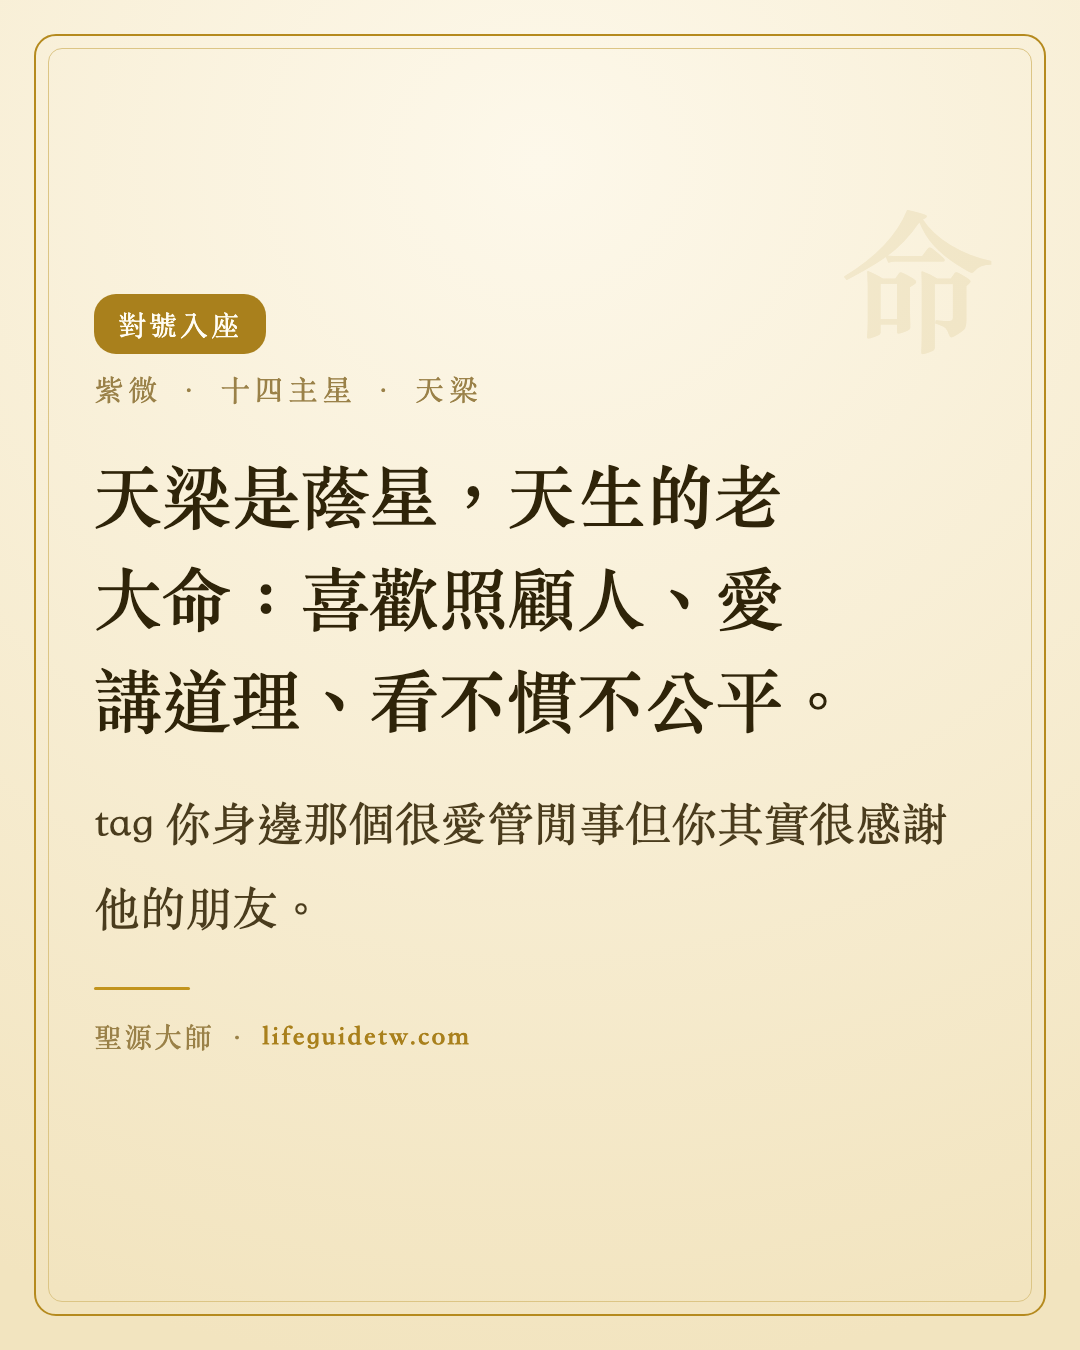 命
對號入座
紫微 · 十四主星 · 天梁
天梁是蔭星，天生的老
大命：喜歡照顧人、愛
講道理、看不慣不公平。
tag 你身邊那個很愛管閒事但你其實很感謝
他的朋友。
聖源大師 · lifeguidetw.com